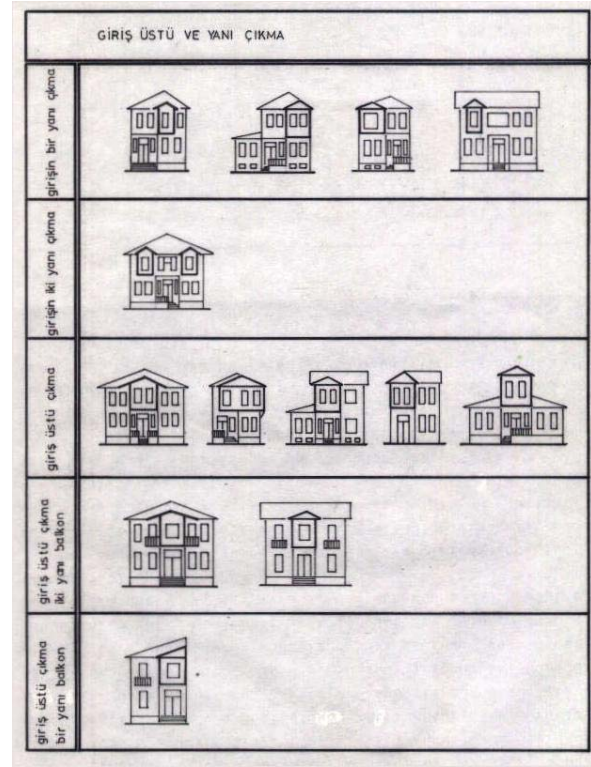 GİRİŞ ÜSTÜ VE YANI ÇIKMA
girişin bir yanı çıkma
girişin iki yanı çıkma
giriş üstü çıkma
giriş üstü çıkma
iki yanı balkon
giriş üstü çıkma
bir yanı balkon